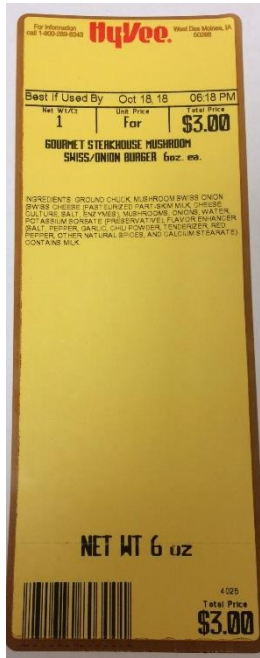 For Information
call 1-800-289-8343
HyVee.
West Des Moines, IA
50266
Best If Used By Oct 18, 18 06:18 PM
Net Wt/Ct Unit Price Total Price
1 For $3.00
GOURMET STEAKHOUSE MUSHROOM
SWISS/ONION BURGER 6oz. ea.
INGREDIENTS: GROUND CHUCK, MUSHROOM SWISS ONION
(SWISS CHEESE (PASTEURIZED PART-SKIM MILK, CHEESE
CULTURE, SALT, ENZYMES), MUSHROOMS, ONIONS, WATER,
POTASSIUM SORBATE (PRESERVATIVE), FLAVOR ENHANCER
(SALT, PEPPER, GARLIC, CHILI POWDER, TENDERIZER, RED
PEPPER, OTHER NATURAL SPICES, AND CALCIUM STEARATE)
CONTAINS MILK
NET WT 6 oz
4025
Total Price
$3.00